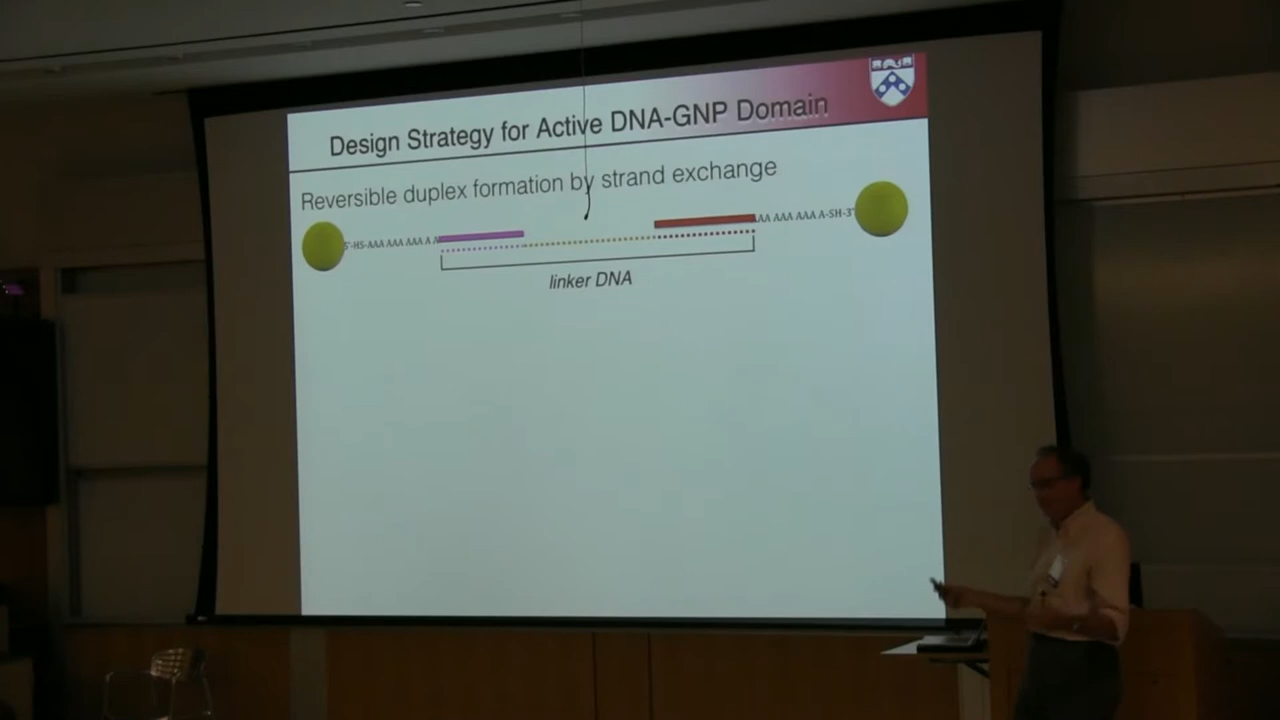 Design Strategy for Active DNA-GNP Domain
Reversible duplex formation by strand exchange
5'-HS-AAA AAA AAA A A
AA AAA AAA A-SH-3'
linker DNA